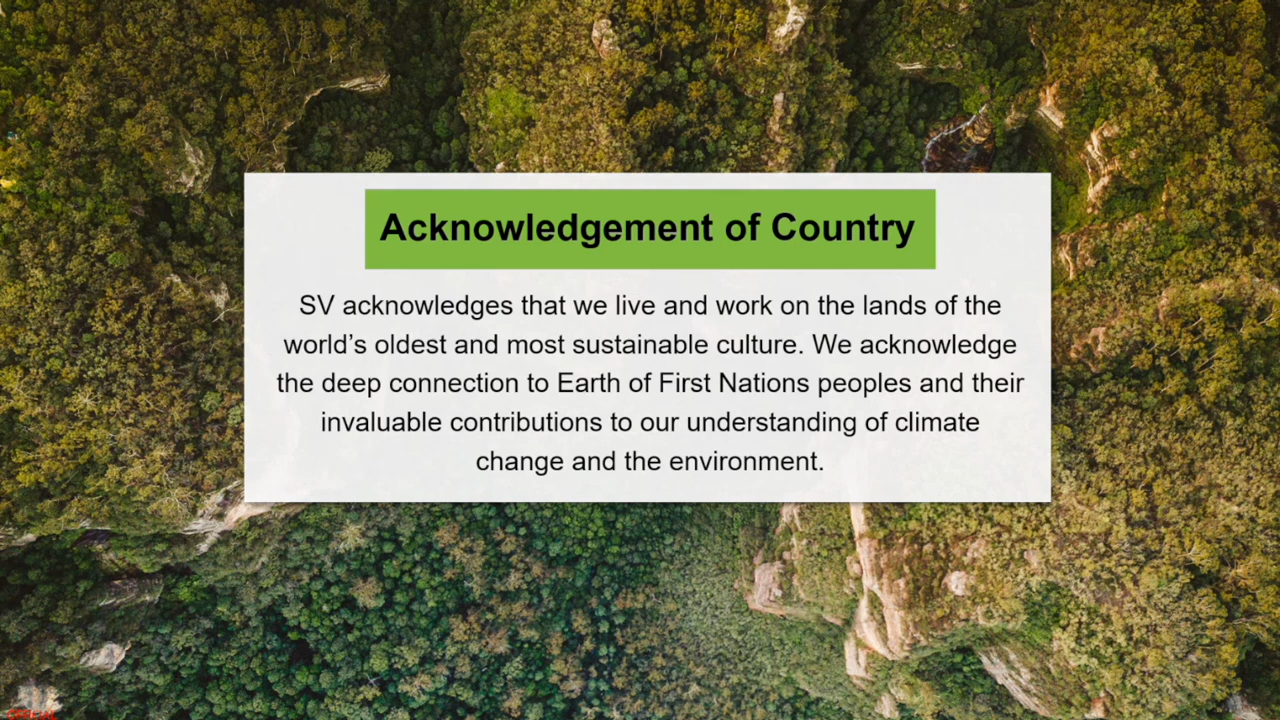 Acknowledgement of Country
SV acknowledges that we live and work on the lands of the
world’s oldest and most sustainable culture. We acknowledge
the deep connection to Earth of First Nations peoples and their
invaluable contributions to our understanding of climate
change and the environment.
OFFICIAL